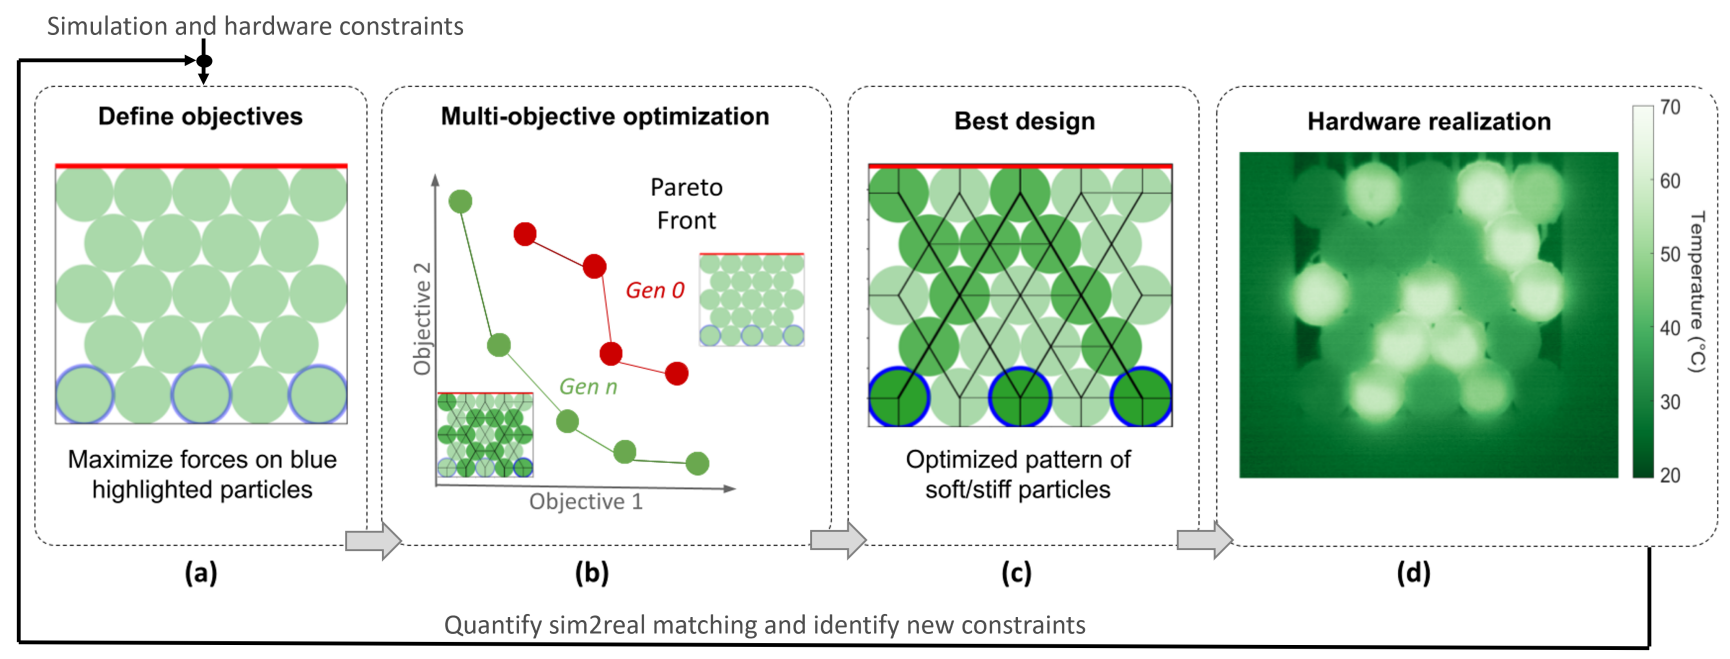 Simulation and hardware constraints
Define objectives
Maximize forces on blue
highlighted particles
(a)
Multi-objective optimization
Pareto
Front
Gen 0
Gen n
Objective 2
Objective 1
(b)
Best design
Optimized pattern of
soft/stiff particles
(c)
Hardware realization
70
60
50
40
30
20
Temperature (°C)
(d)
Quantify sim2real matching and identify new constraints